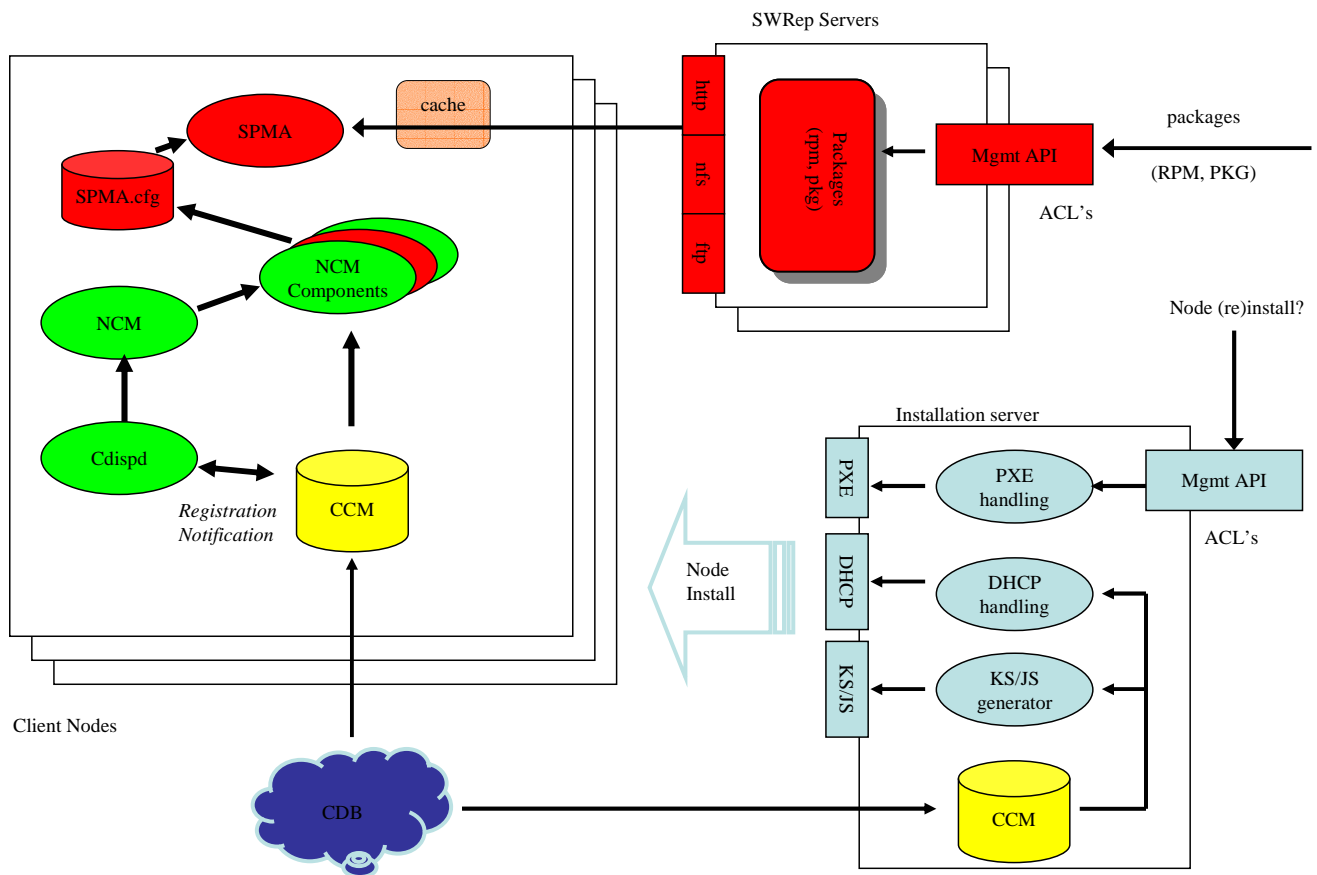 SWRep Servers
cache
SPMA
SPMA.cfg
NCM
Components
NCM
Cdispd
Registration
Notification
CCM
Client Nodes
http
nfs
ftp
Packages
(rpm, pkg)
Mgmt API
packages
(RPM, PKG)
ACL's
Node (re)install?
Installation server
PXE
PXE
handling
Mgmt API
ACL's
Node
Install
DHCP
DHCP
handling
KS/JS
KS/JS
generator
CDB
CCM